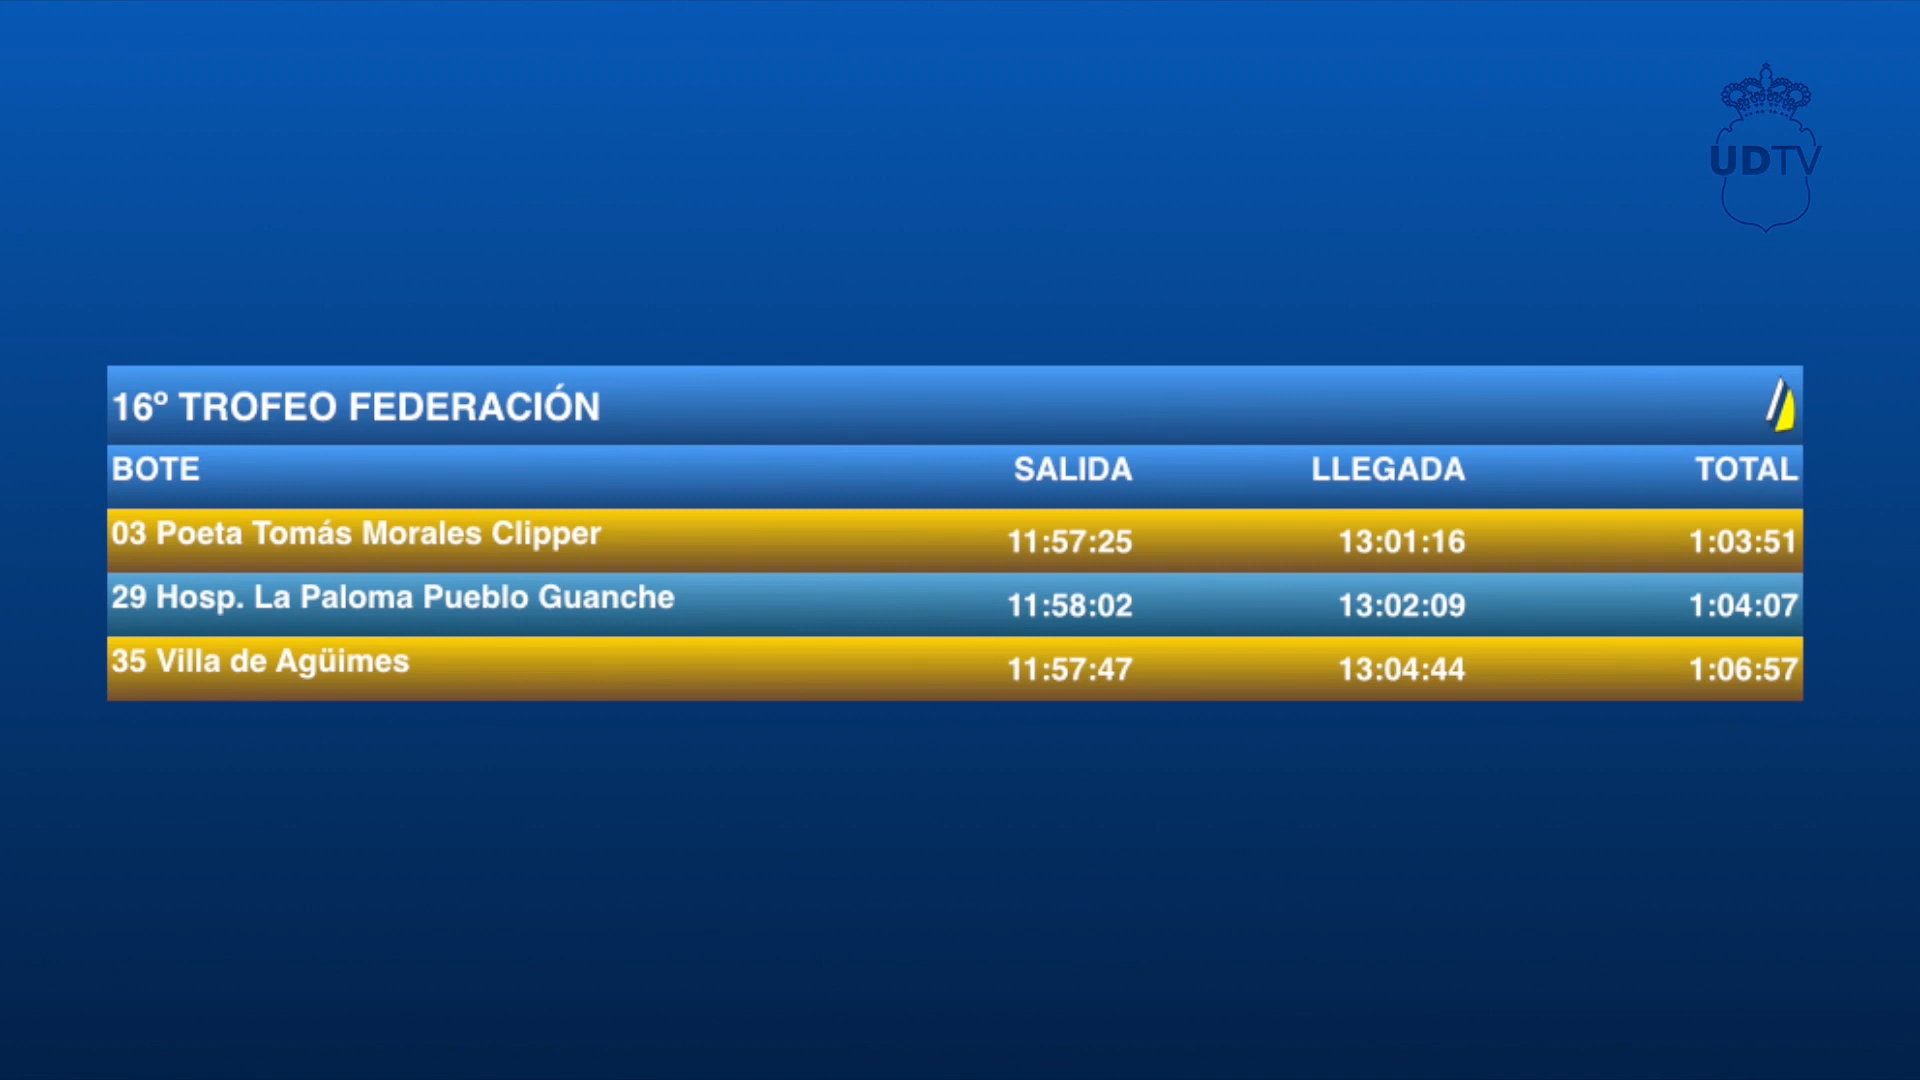 UDTV
16º TROFEO FEDERACIÓN
BOTE SALIDA LLEGADA TOTAL
03 Poeta Tomás Morales Clipper 11:57:25 13:01:16 1:03:51
29 Hosp. La Paloma Pueblo Guanche 11:58:02 13:02:09 1:04:07
35 Villa de Agüimes 11:57:47 13:04:44 1:06:57